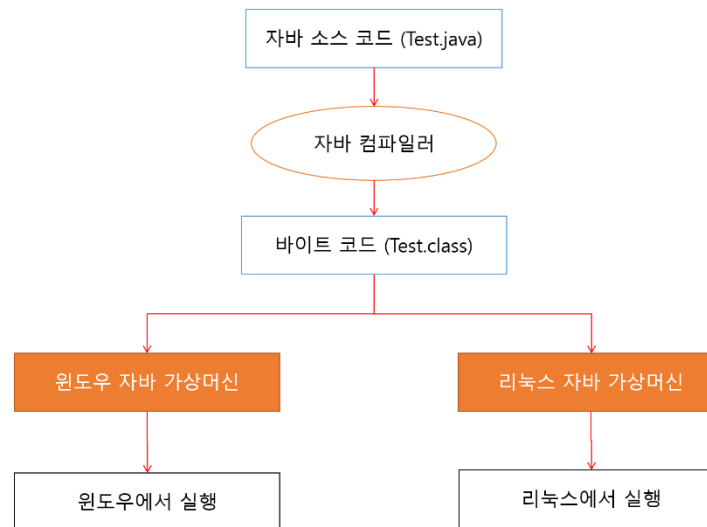 자바 소스 코드 (Test.java)
자바 컴파일러
바이트 코드 (Test.class)
윈도우 자바 가상머신
리눅스 자바 가상머신
윈도우에서 실행
리눅스에서 실행